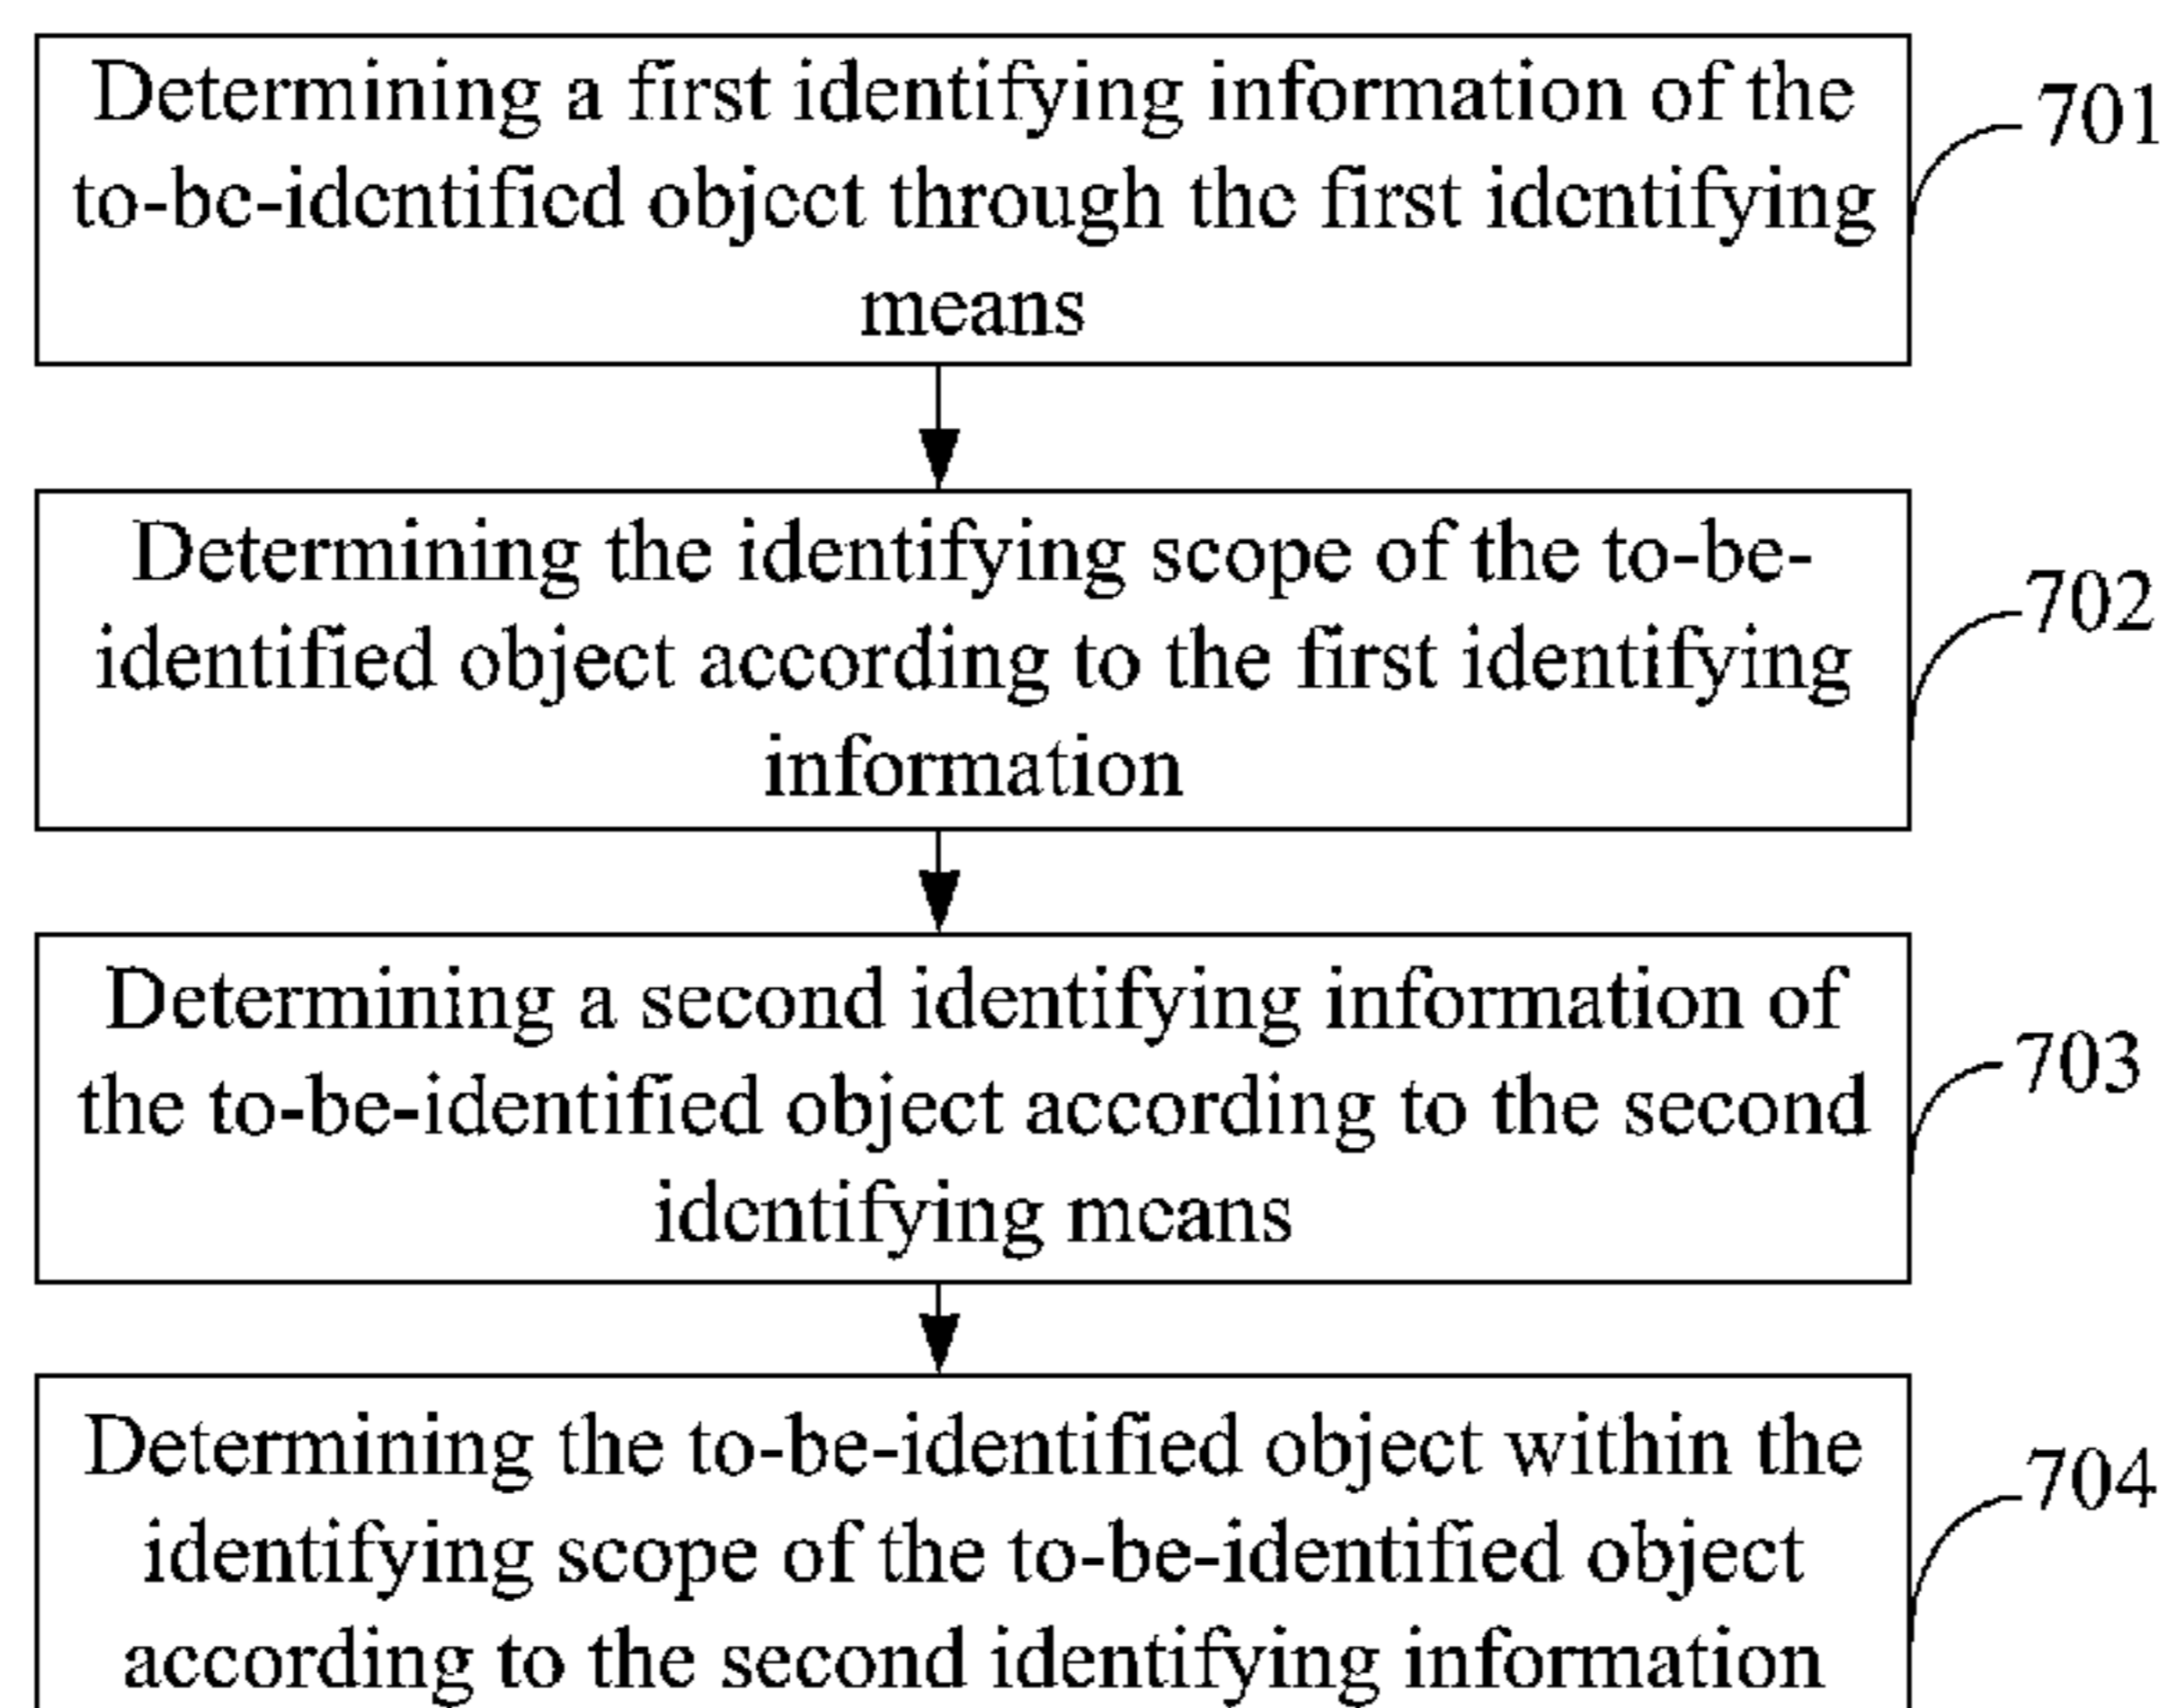 Determining a first identifying information of the
to-be-identified object through the first identifying
means
701
Determining the identifying scope of the to-be-
identified object according to the first identifying
information
702
Determining a second identifying information of
the to-be-identified object according to the second
identifying means
703
Determining the to-be-identified object within the
identifying scope of the to-be-identified object
according to the second identifying information
704